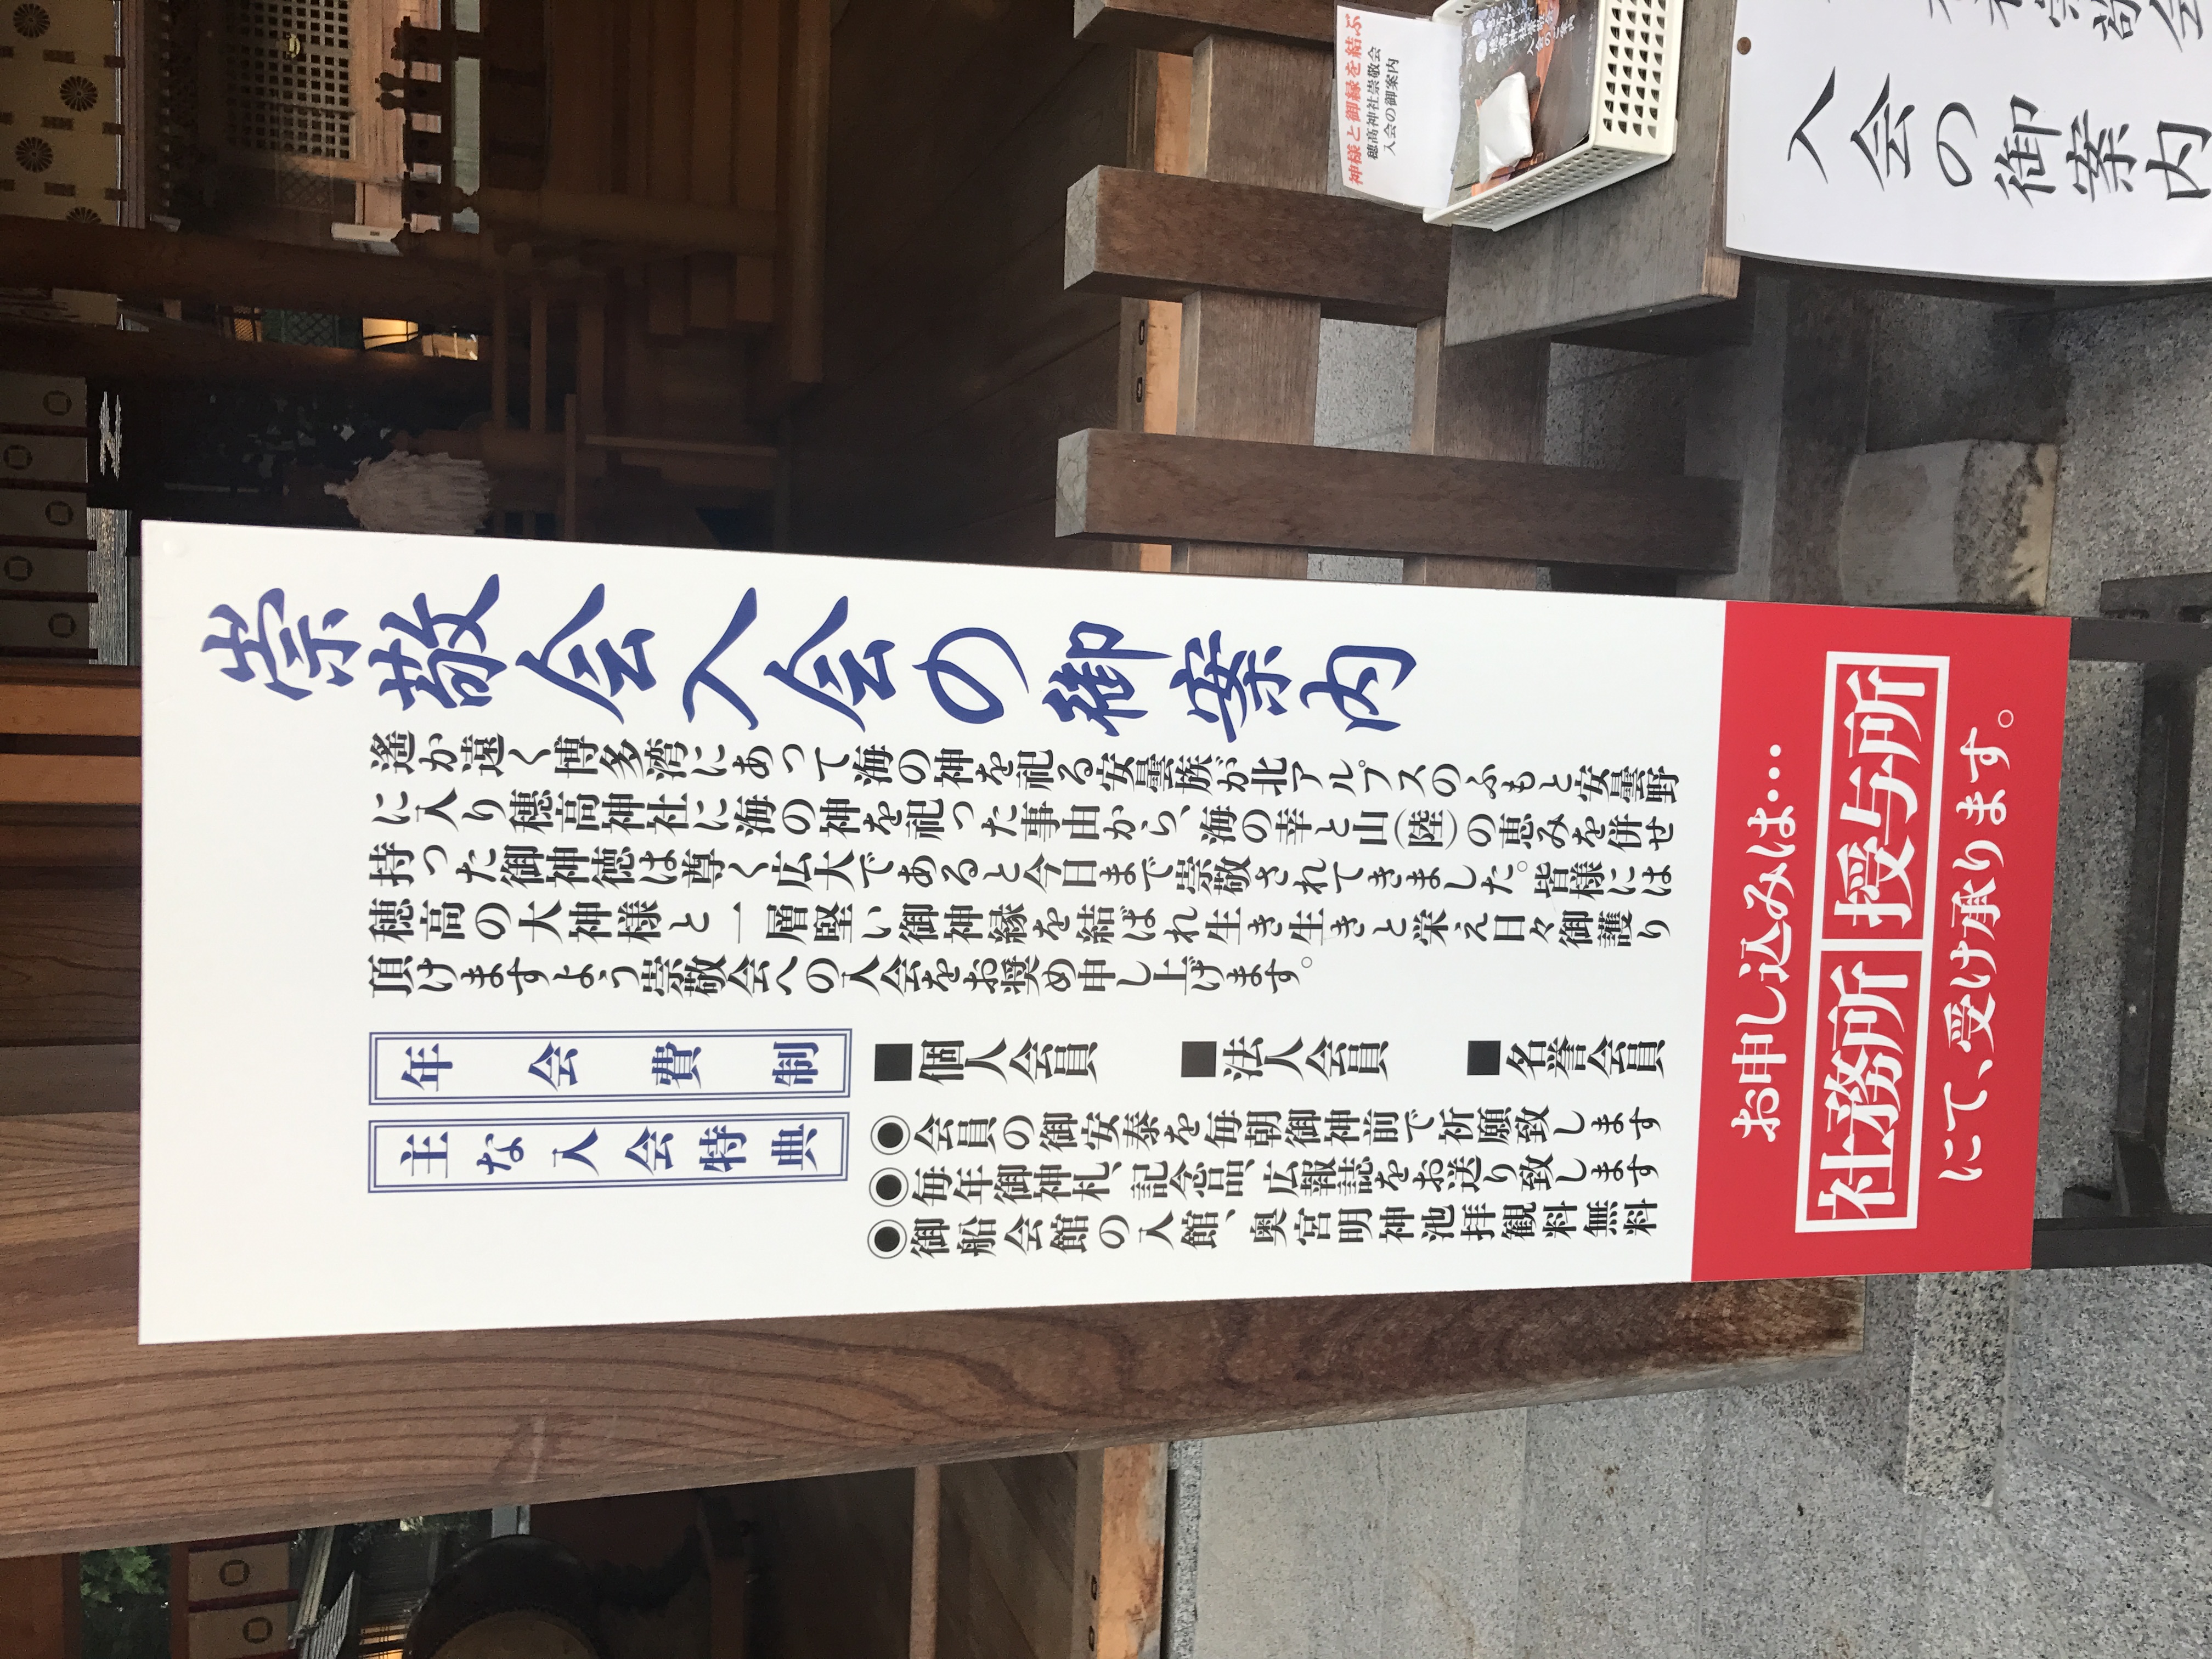 崇敬会入会の御案内
遙か遠く博多湾にあって海の神を祀る安曇族が北アルプスのふもと安曇野
に入り穂高神社に海の神を祀った事由から、海の幸と山(陸)の恵みを併せ
持った御神徳は尊く広大であると今日まで崇敬されてきました。皆様には
穂高の大神様と一層堅い御神縁を結ばれ生き生きと栄え日々御護り
頂けますよう崇敬会への入会をお奨め申し上げます。
年会費制
■個人会員 ■法人会員 ■名誉会員
主な入会特典
◉会員の御安泰を毎朝御神前で祈願致します
◉毎年御神札、記念品、広報誌をお送り致します
◉御船会館の入館、奥宮明神池拝観料無料
お申し込みは…
社務所 授与所
にて、受け承ります。
神様と御縁を結ぶ
穂高神社崇敬会
入会の御案内
入会のご案内
入会の御案内